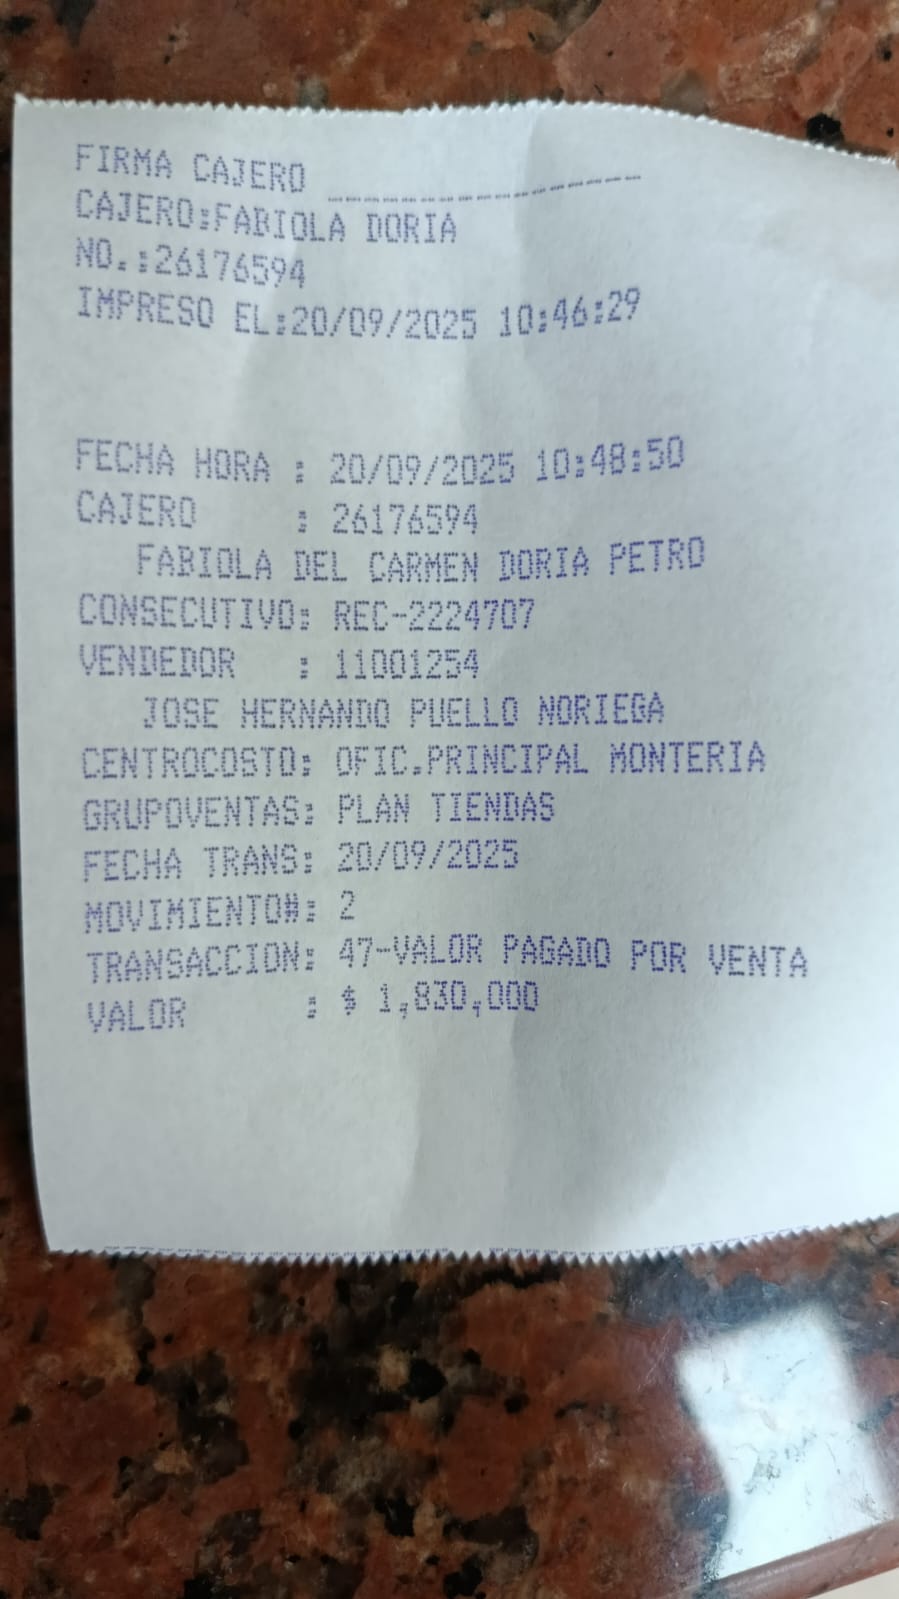 FIRMA CAJERO ________________
CAJERO:FABIOLA DORIA
NO.:26176594
IMPRESO EL:20/09/2025 10:46:29
FECHA HORA : 20/09/2025 10:48:50
CAJERO : 26176594
FABIOLA DEL CARMEN DORIA PETRO
CONSECUTIVO: REC-2224707
VENDEDOR : 11001254
JOSE HERNANDO PUELLO NORIEGA
CENTROCOSTO: OFIC.PRINCIPAL MONTERIA
GRUPOVENTAS: PLAN TIENDAS
FECHA TRANS: 20/09/2025
MOVIMIENTO#: 2
TRANSACCION: 47-VALOR PAGADO POR VENTA
VALOR : $ 1,830,000